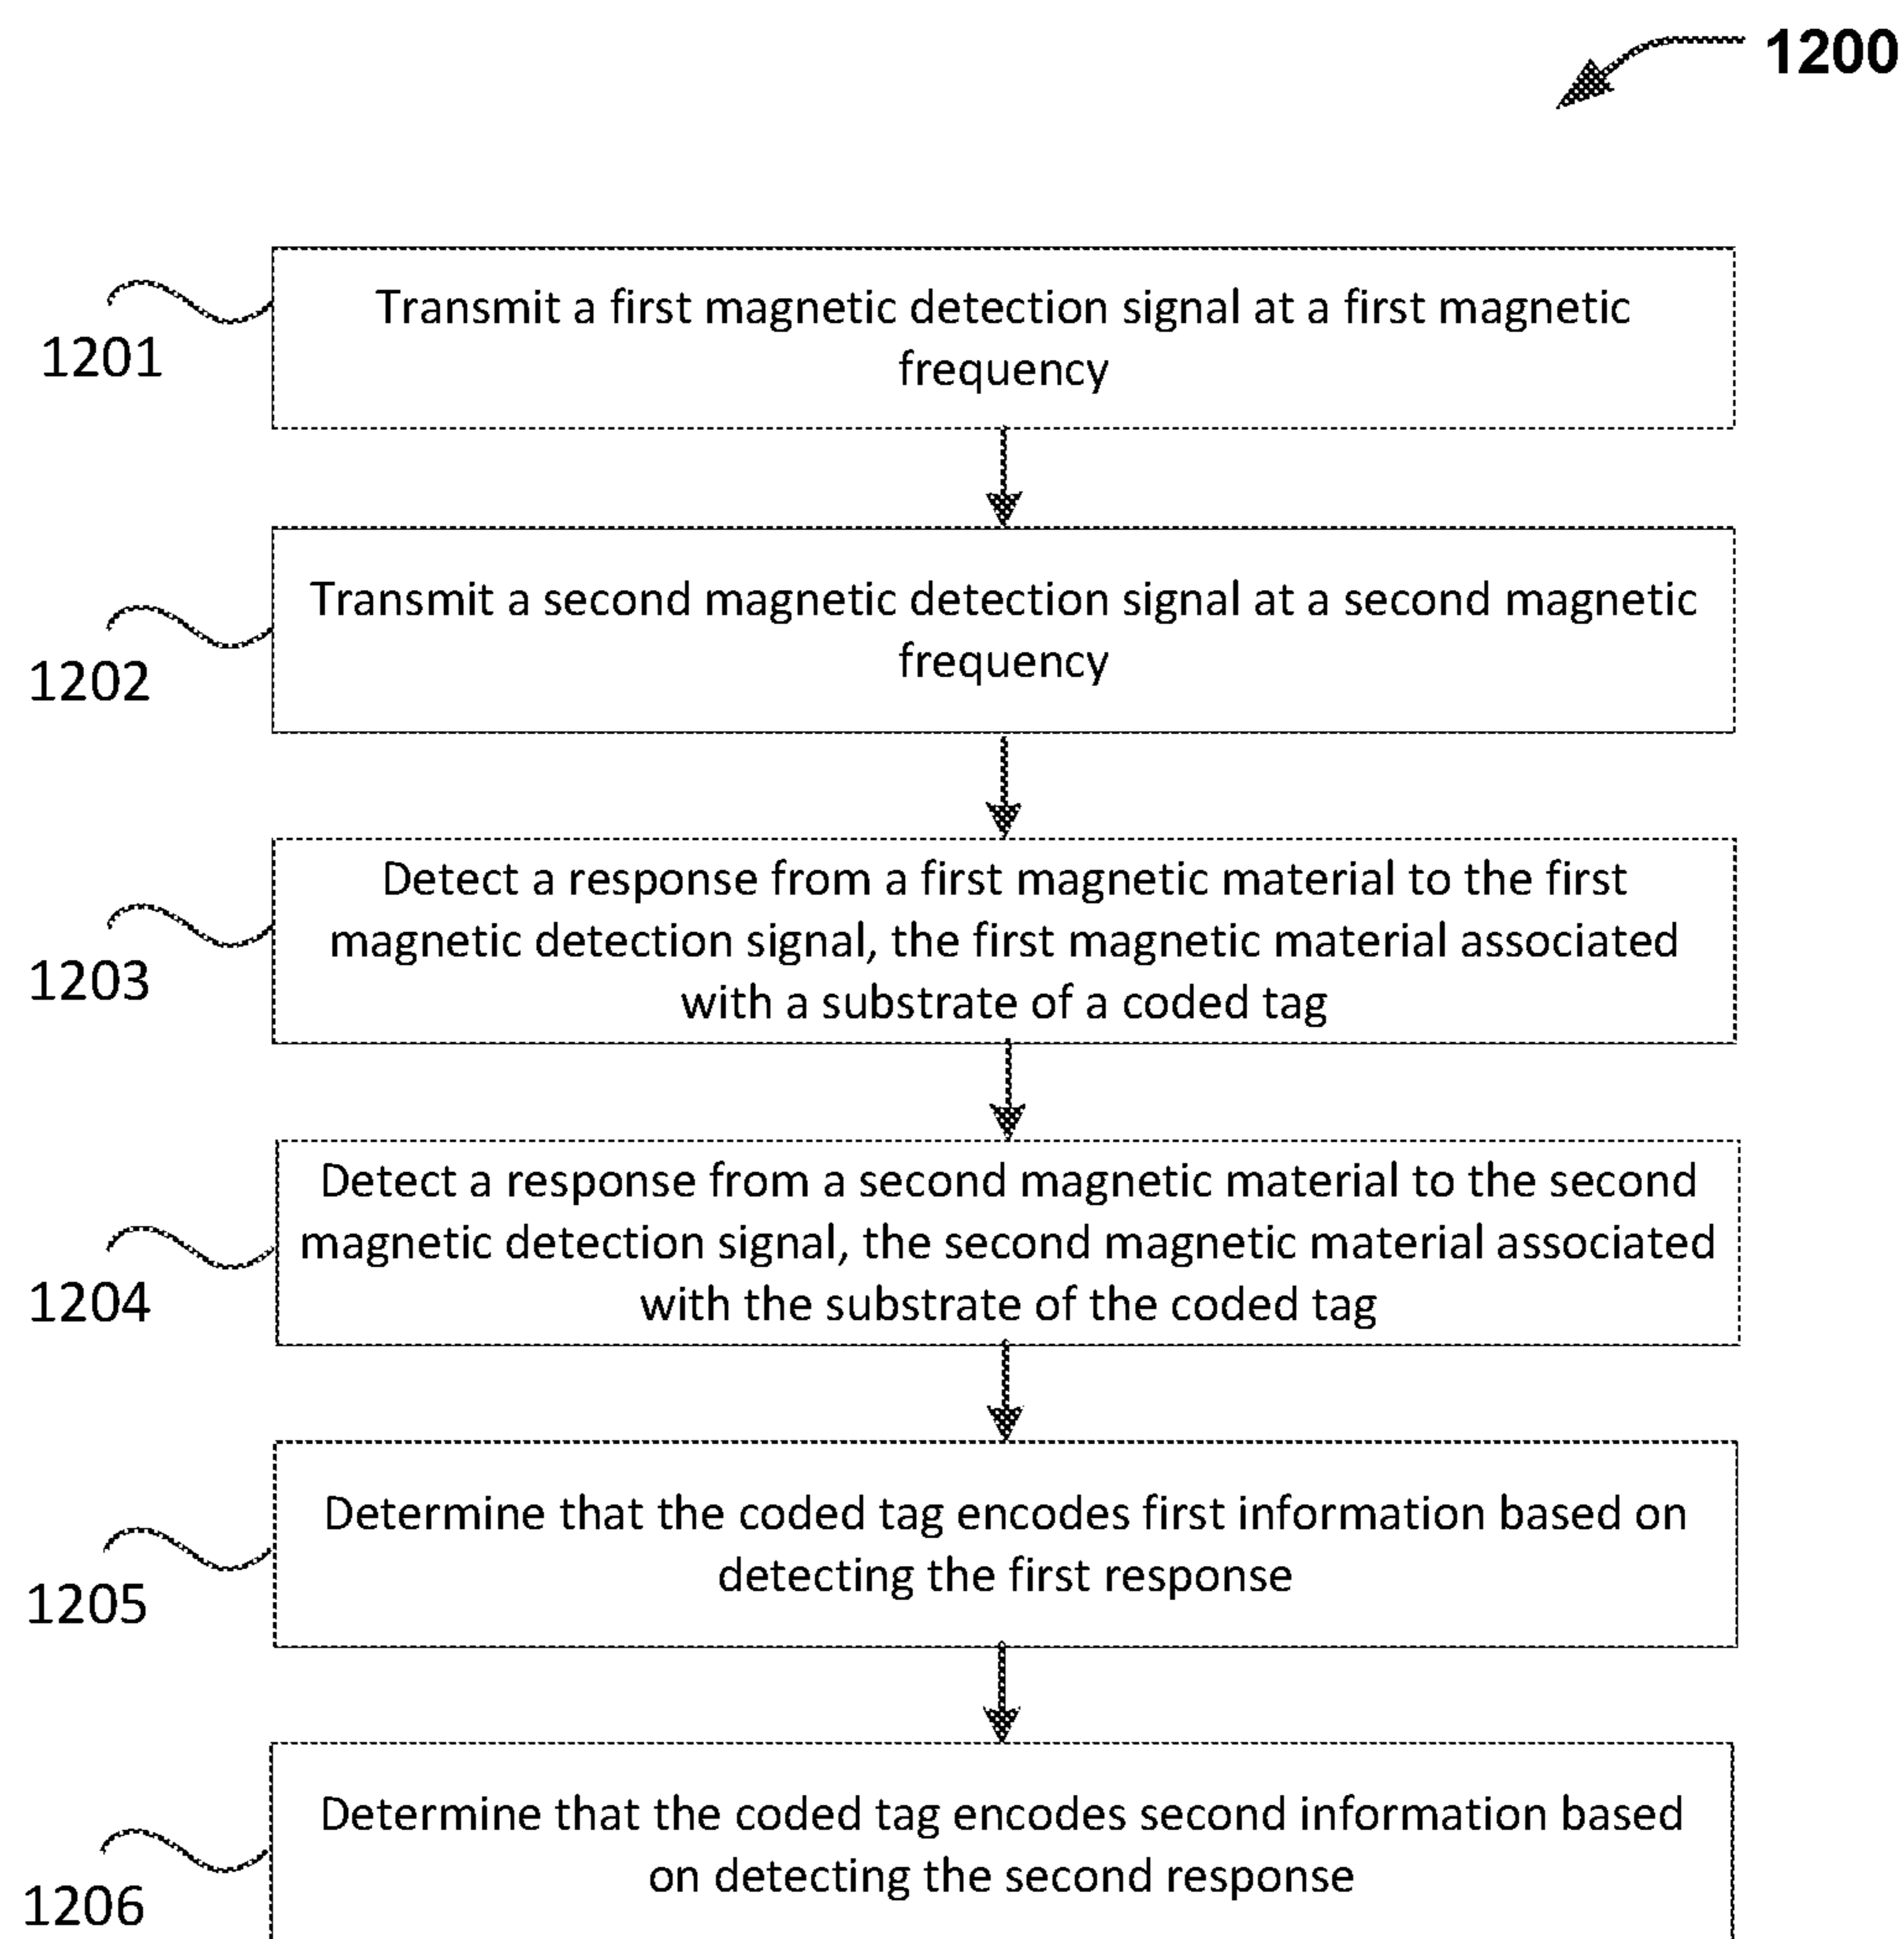 1200
Transmit a first magnetic detection signal at a first magnetic
frequency
1201
Transmit a second magnetic detection signal at a second magnetic
frequency
1202
Detect a response from a first magnetic material to the first
magnetic detection signal, the first magnetic material associated
with a substrate of a coded tag
1203
Detect a response from a second magnetic material to the second
magnetic detection signal, the second magnetic material associated
with the substrate of the coded tag
1204
Determine that the coded tag encodes first information based on
detecting the first response
1205
Determine that the coded tag encodes second information based
on detecting the second response
1206